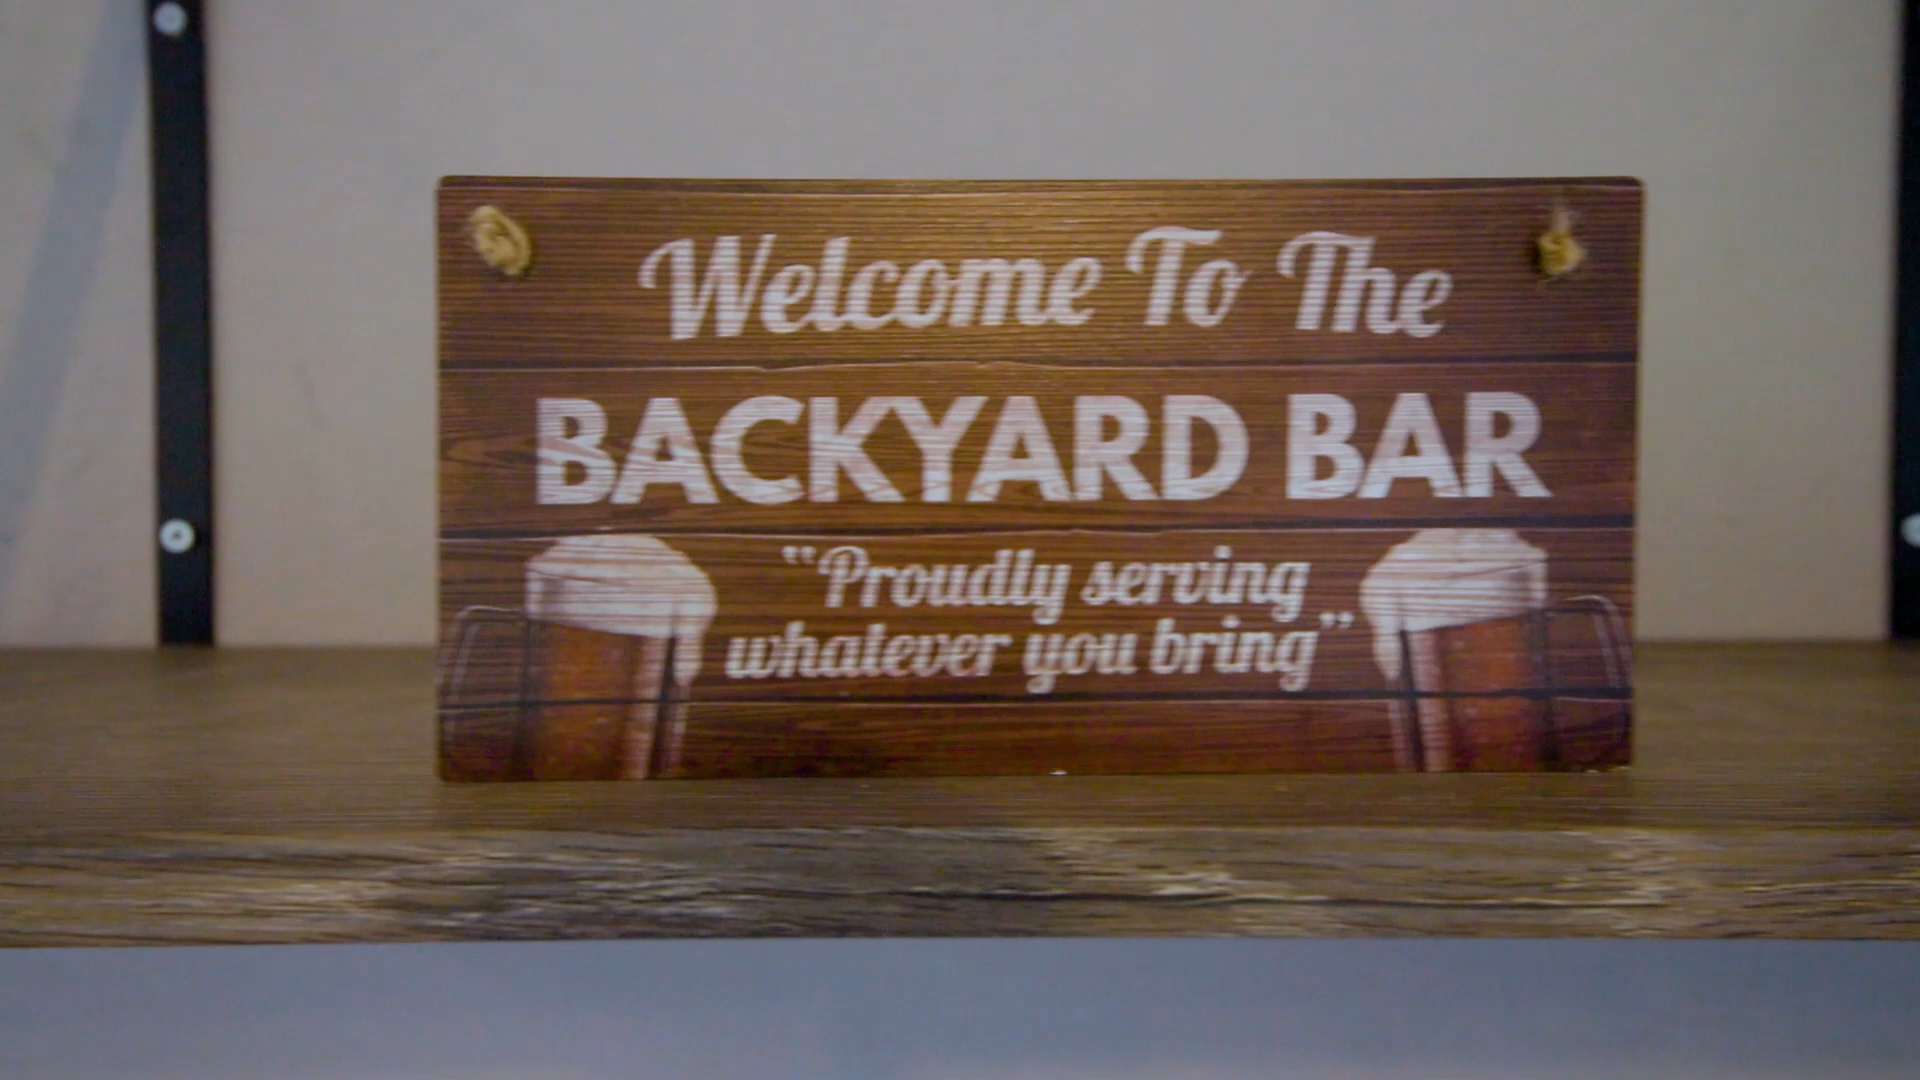 Welcome To The
BACKYARD BAR
"Proudly serving
whatever you bring"